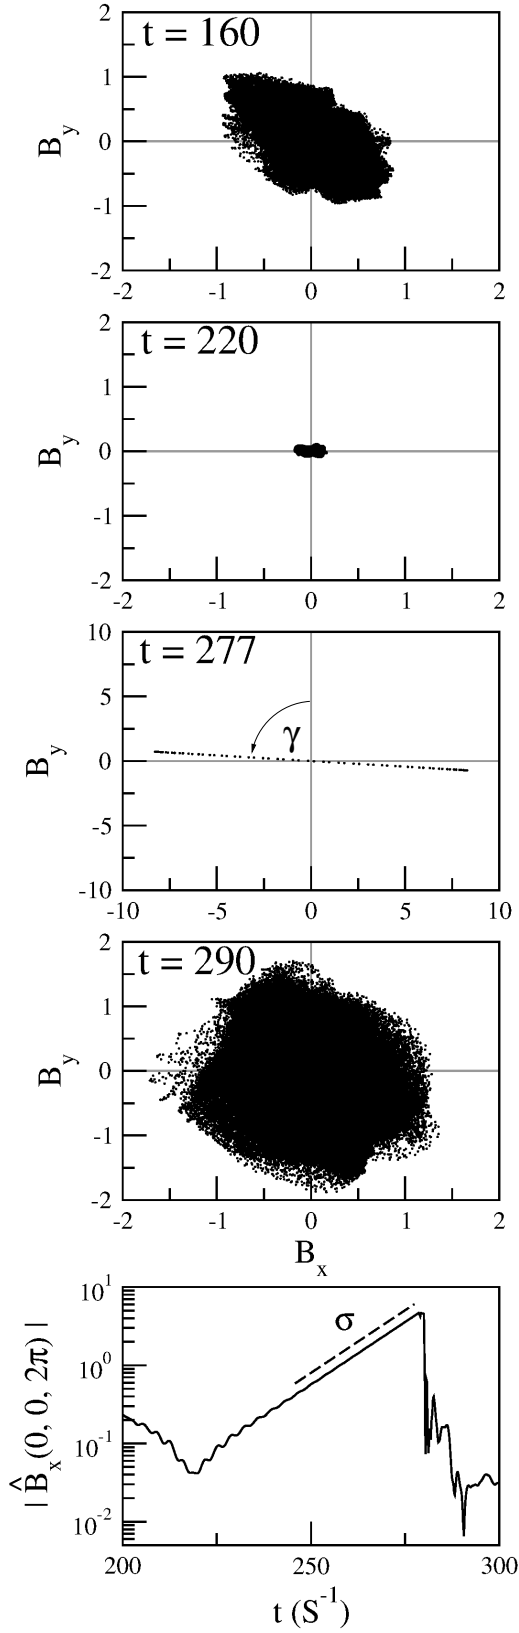 t = 160
2
1
0
-1
-2
B_y
-2 -1 0 1 2
t = 220
2
1
0
-1
-2
B_y
-2 -1 0 1 2
t = 277
10
5
0
-5
-10
B_y
γ
-10 -5 0 5 10
t = 290
2
1
0
-1
-2
B_y
-2 -1 0 1 2
B_x
10^1
10^0
10^-1
10^-2
| B̂_x(0, 0, 2π) |
σ
200 250 300
t (S^-1)